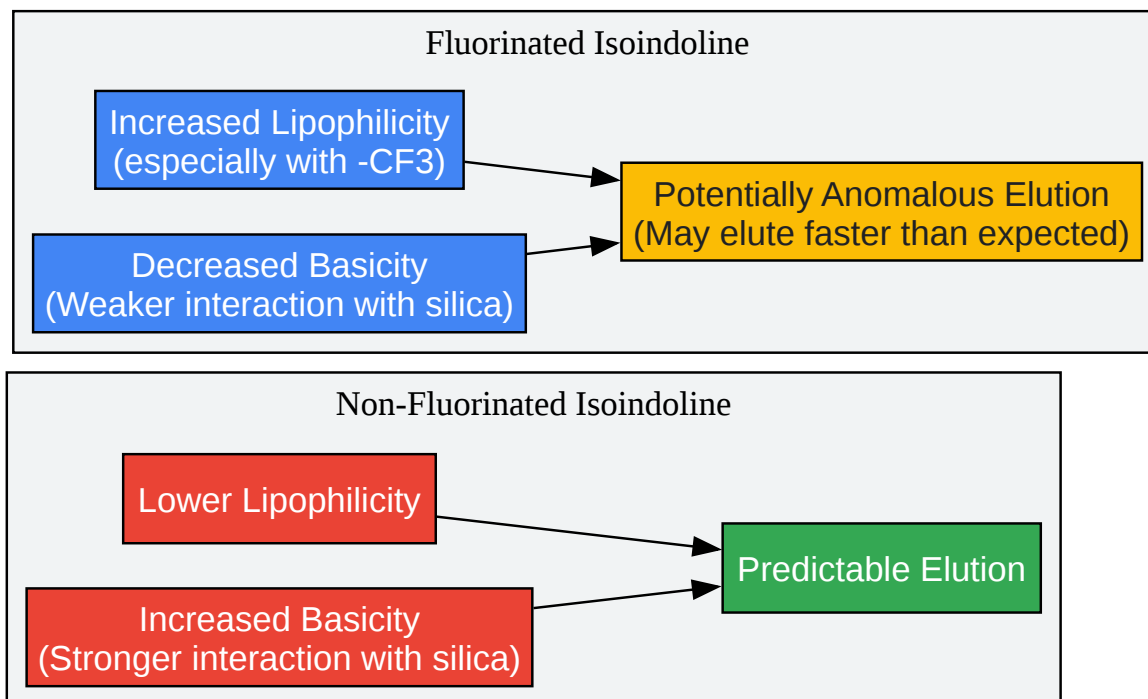 Fluorinated Isoindoline
Increased Lipophilicity
(especially with -CF3)
Potentially Anomalous Elution
(May elute faster than expected)
Decreased Basicity
(Weaker interaction with silica)
Non-Fluorinated Isoindoline
Lower Lipophilicity
Predictable Elution
Increased Basicity
(Stronger interaction with silica)